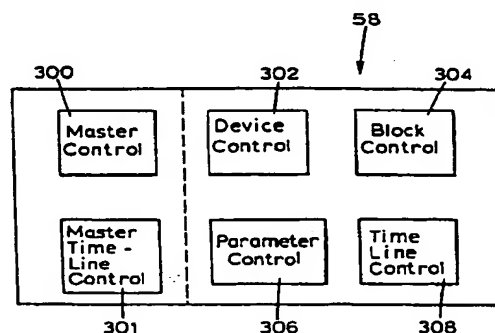 58
300
302
304
Master
Control
Device
Control
Block
Control
Master
Time -
Line
Control
Parameter
Control
Time
Line
Control
301
306
308